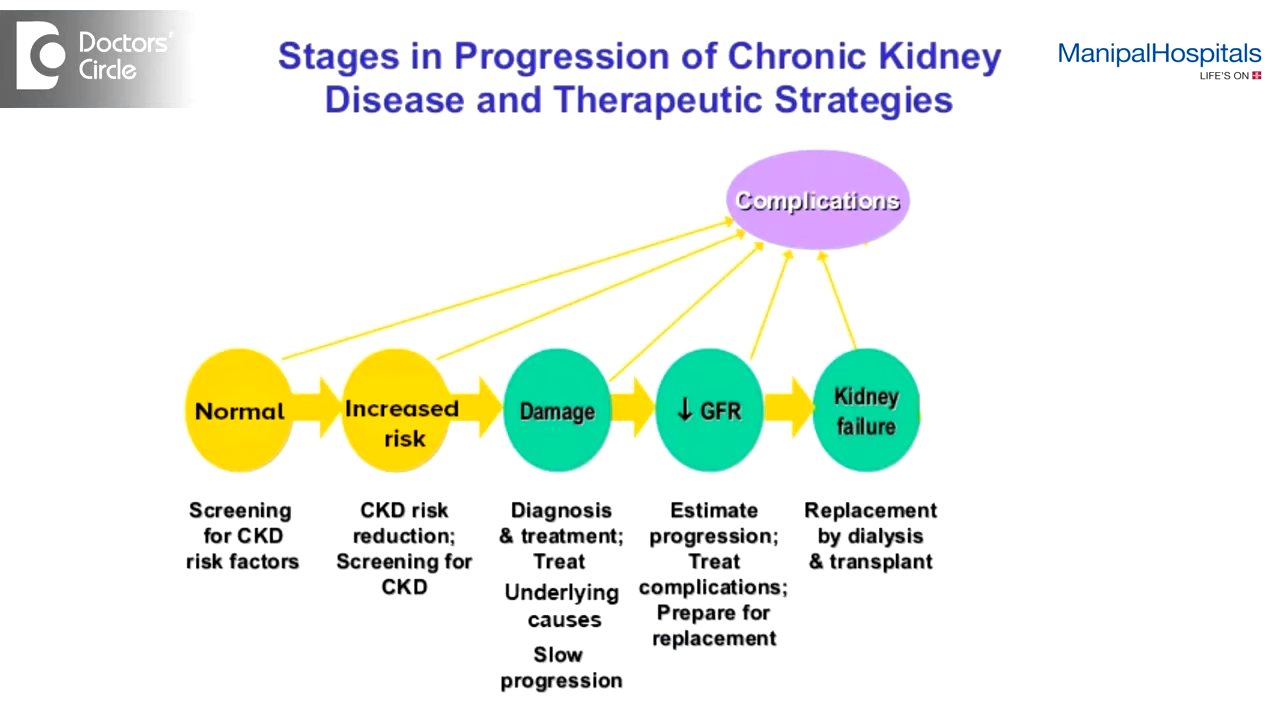 Doctors'
Circle
Stages in Progression of Chronic Kidney
Disease and Therapeutic Strategies
ManipalHospitals
LIFE'S ON
Complications
Normal
Increased
risk
Damage
↓ GFR
Kidney
failure
Screening
for CKD
risk factors
CKD risk
reduction;
Screening for
CKD
Diagnosis
& treatment;
Treat
Underlying
causes
Slow
progression
Estimate
progression;
Treat
complications;
Prepare for
replacement
Replacement
by dialysis
& transplant